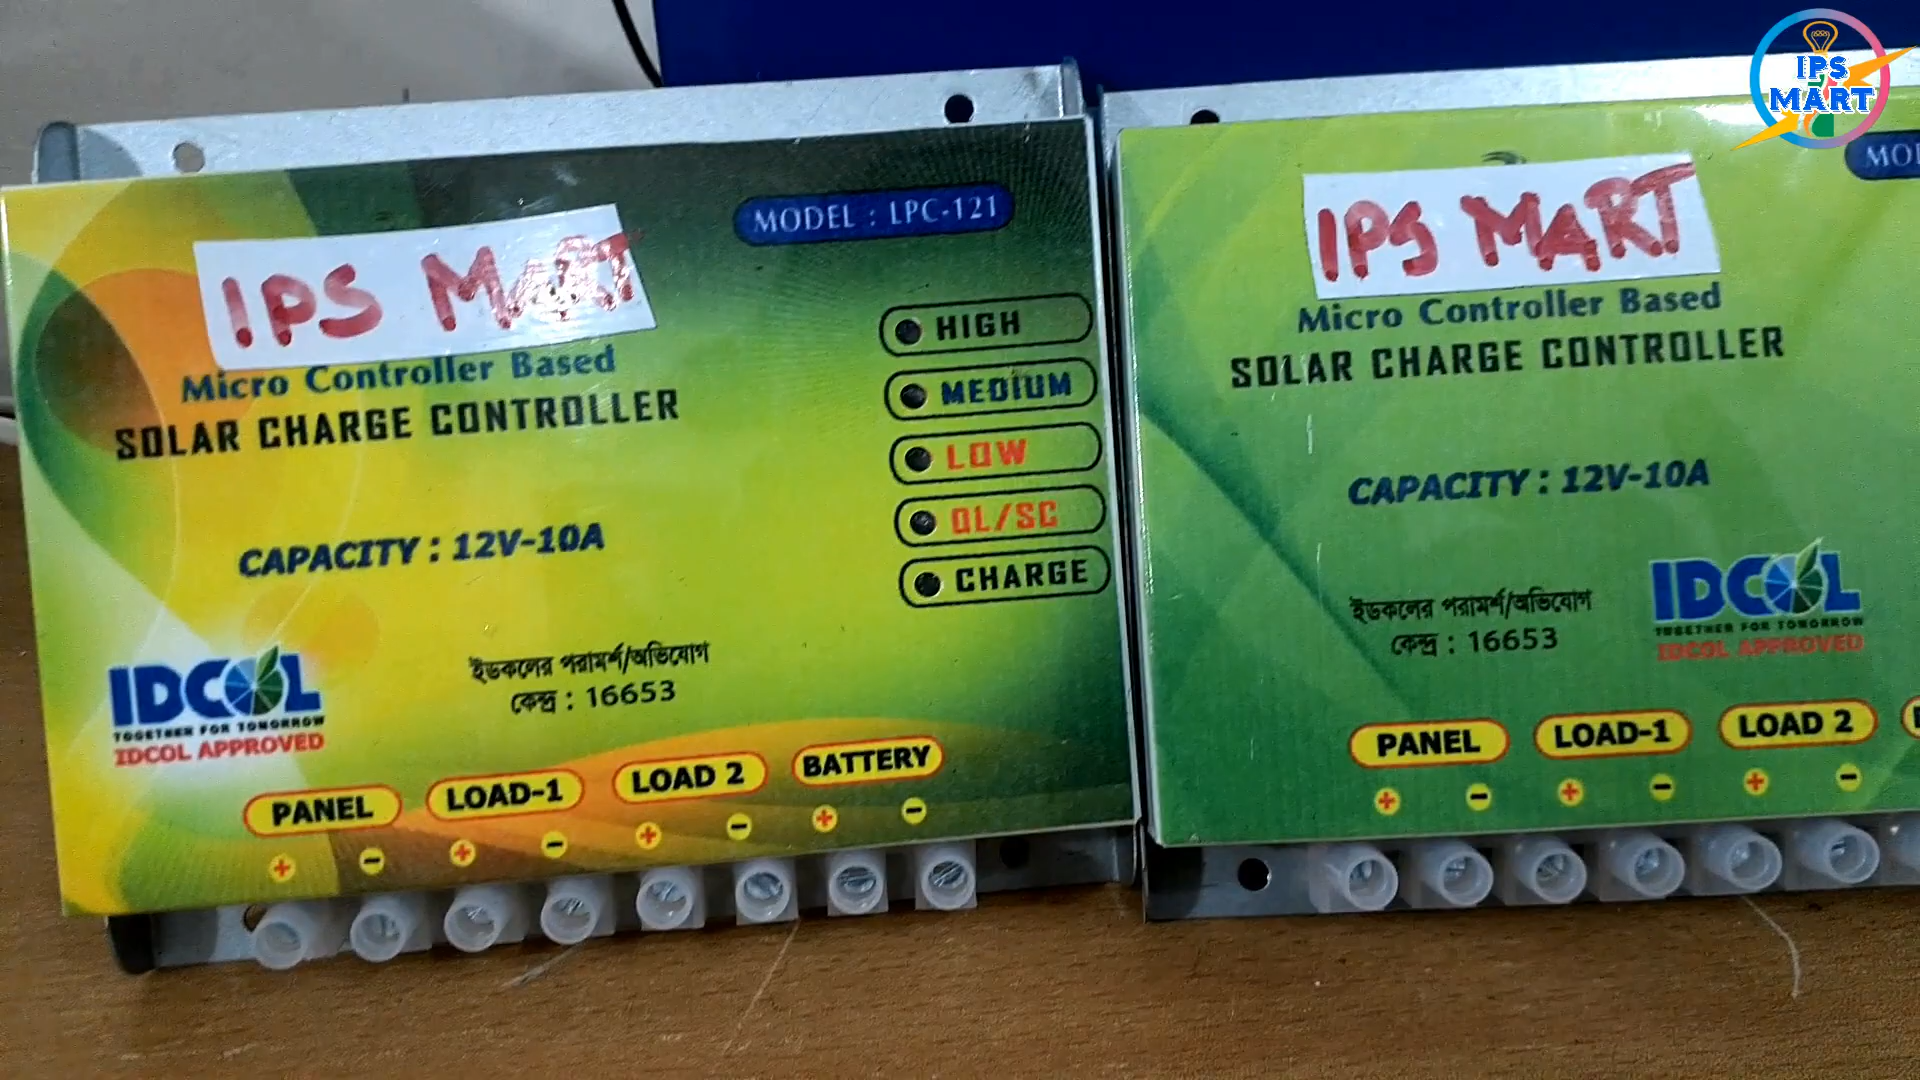 IPS
MART
MODEL : LPC-121
IPS MART
Micro Controller Based
SOLAR CHARGE CONTROLLER
HIGH
MEDIUM
LOW
OL/SC
CHARGE
CAPACITY : 12V-10A
ইডকলের পরামর্শ/অভিযোগ
কেন্দ্র : 16653
IDCOL
TOGETHER FOR TOMORROW
IDCOL APPROVED
PANEL LOAD-1 LOAD 2 BATTERY
+ - + - + - + -
IPS MART
Micro Controller Based
SOLAR CHARGE CONTROLLER
CAPACITY : 12V-10A
ইডকলের পরামর্শ/অভিযোগ
কেন্দ্র : 16653
IDCOL
TOGETHER FOR TOMORROW
IDCOL APPROVED
PANEL LOAD-1 LOAD 2
+ - + - + -